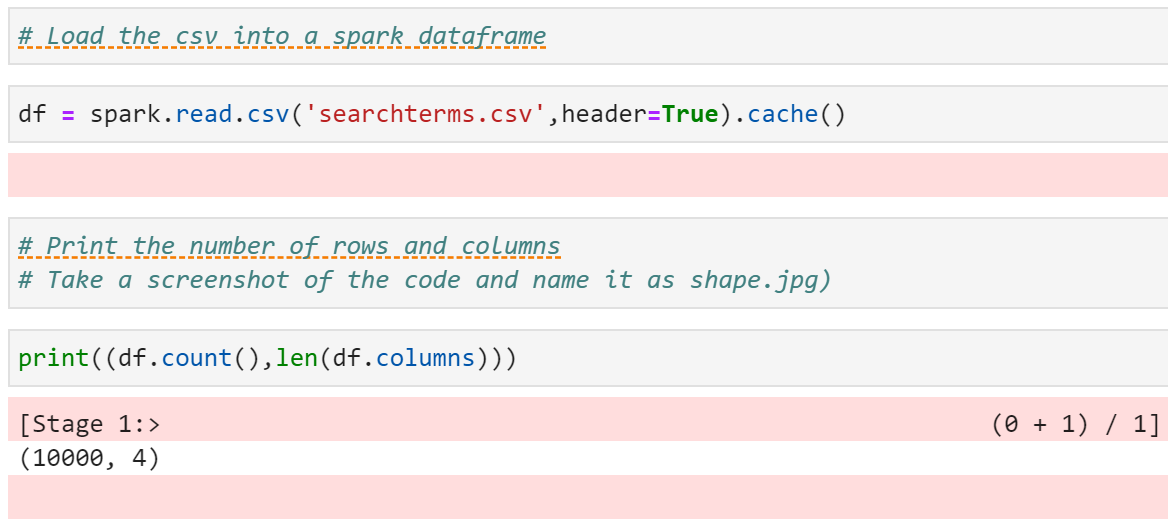 # Load the csv into a spark dataframe
df = spark.read.csv('searchterms.csv',header=True).cache()
# Print the number of rows and columns
# Take a screenshot of the code and name it as shape.jpg)
print((df.count(),len(df.columns)))
[Stage 1:> (0 + 1) / 1]
(10000, 4)